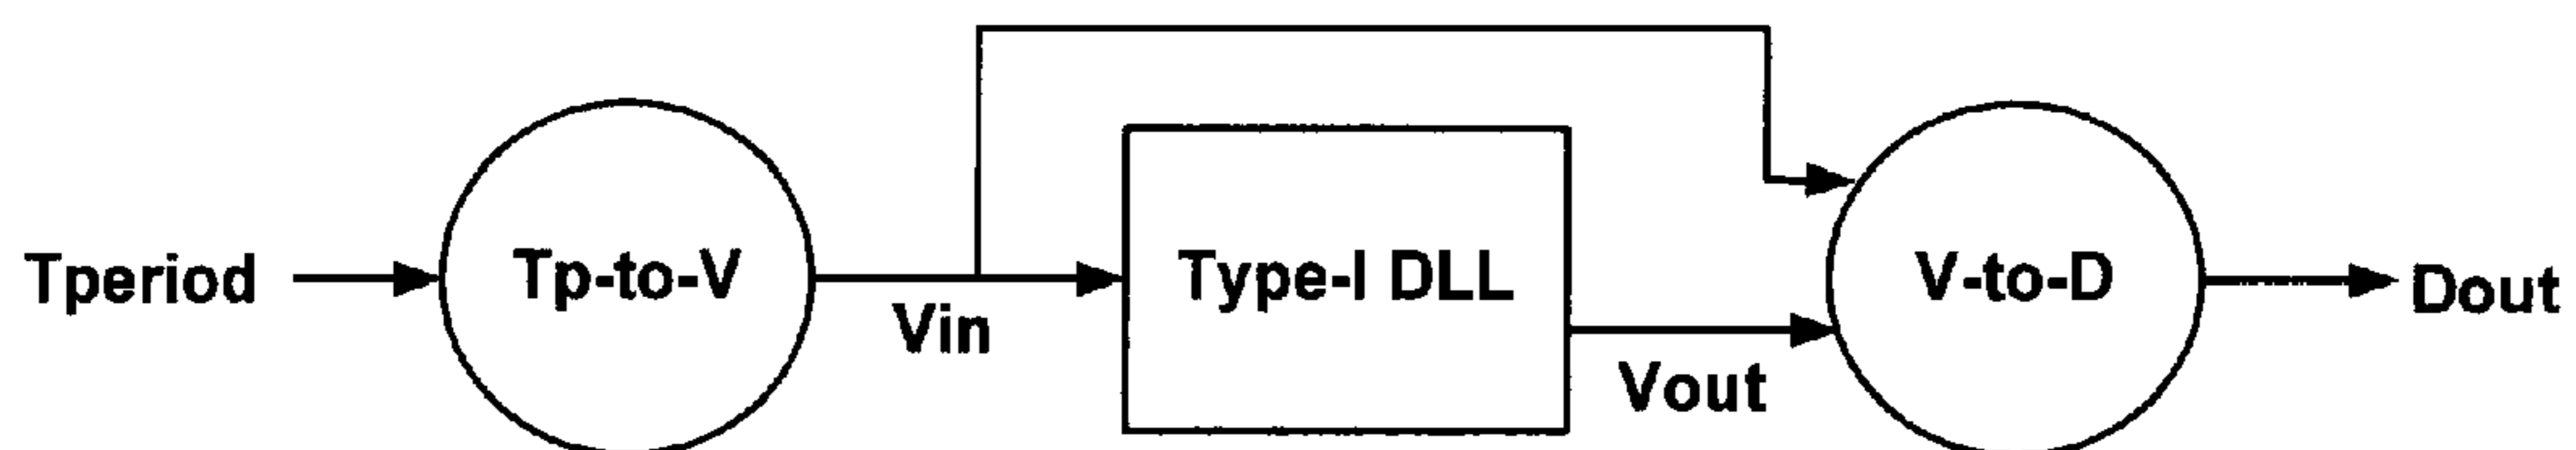 Tperiod
Tp-to-V
Vin
Type-I DLL
Vout
V-to-D
Dout